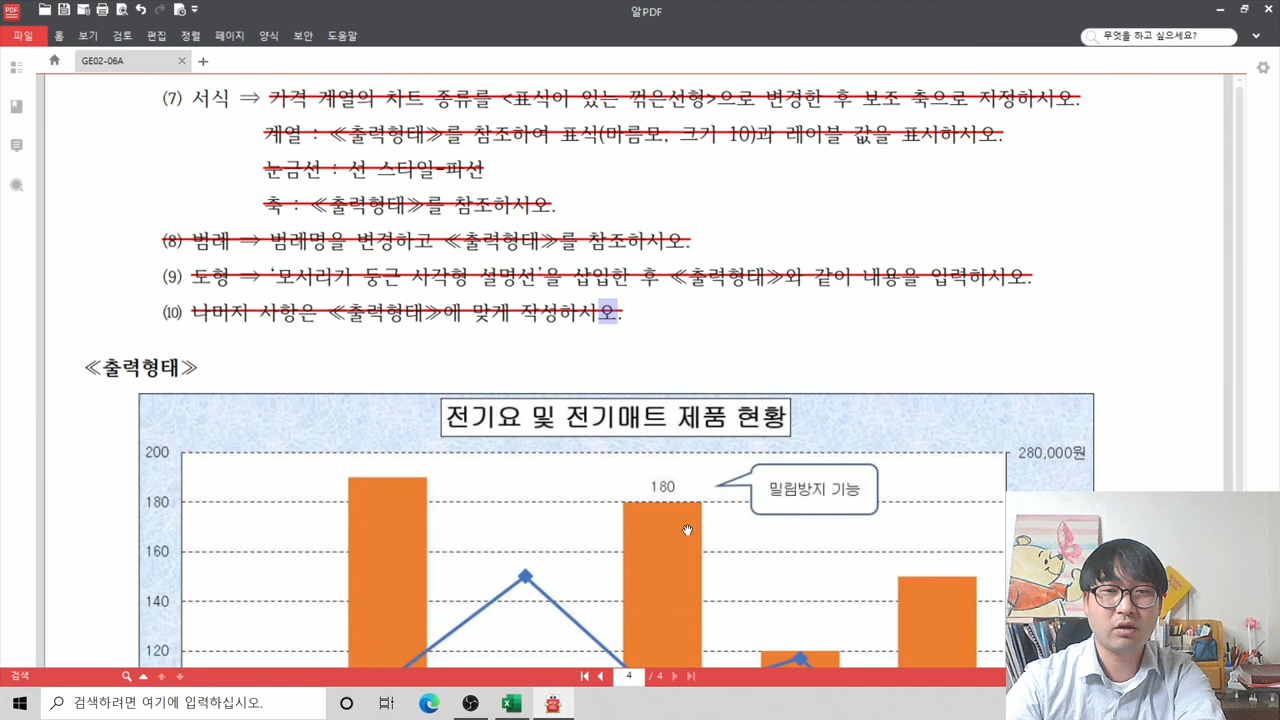 알PDF
파일 홈 보기 검토 편집 정렬 페이지 양식 보안 도움말
무엇을 하고 싶으세요?
GE02-06A
(7) 서식 ⇒ 가격 계열의 차트 종류를 <표식이 있는 꺾은선형>으로 변경한 후 보조 축으로 지정하시오.
계열 : ≪출력형태≫를 참조하여 표식(마름모, 크기 10)과 레이블 값을 표시하시오.
눈금선 : 선 스타일-파선
축 : ≪출력형태≫를 참조하시오.
(8) 범례 ⇒ 범례명을 변경하고 ≪출력형태≫를 참조하시오.
(9) 도형 ⇒ ‘모서리가 둥근 사각형 설명선’을 삽입한 후 ≪출력형태≫와 같이 내용을 입력하시오.
(10) 나머지 사항은 ≪출력형태≫에 맞게 작성하시오.
≪출력형태≫
전기요 및 전기매트 제품 현황
200
280,000원
180
밀림방지 기능
180
160
140
120
검색
4 / 4
검색하려면 여기에 입력하십시오.